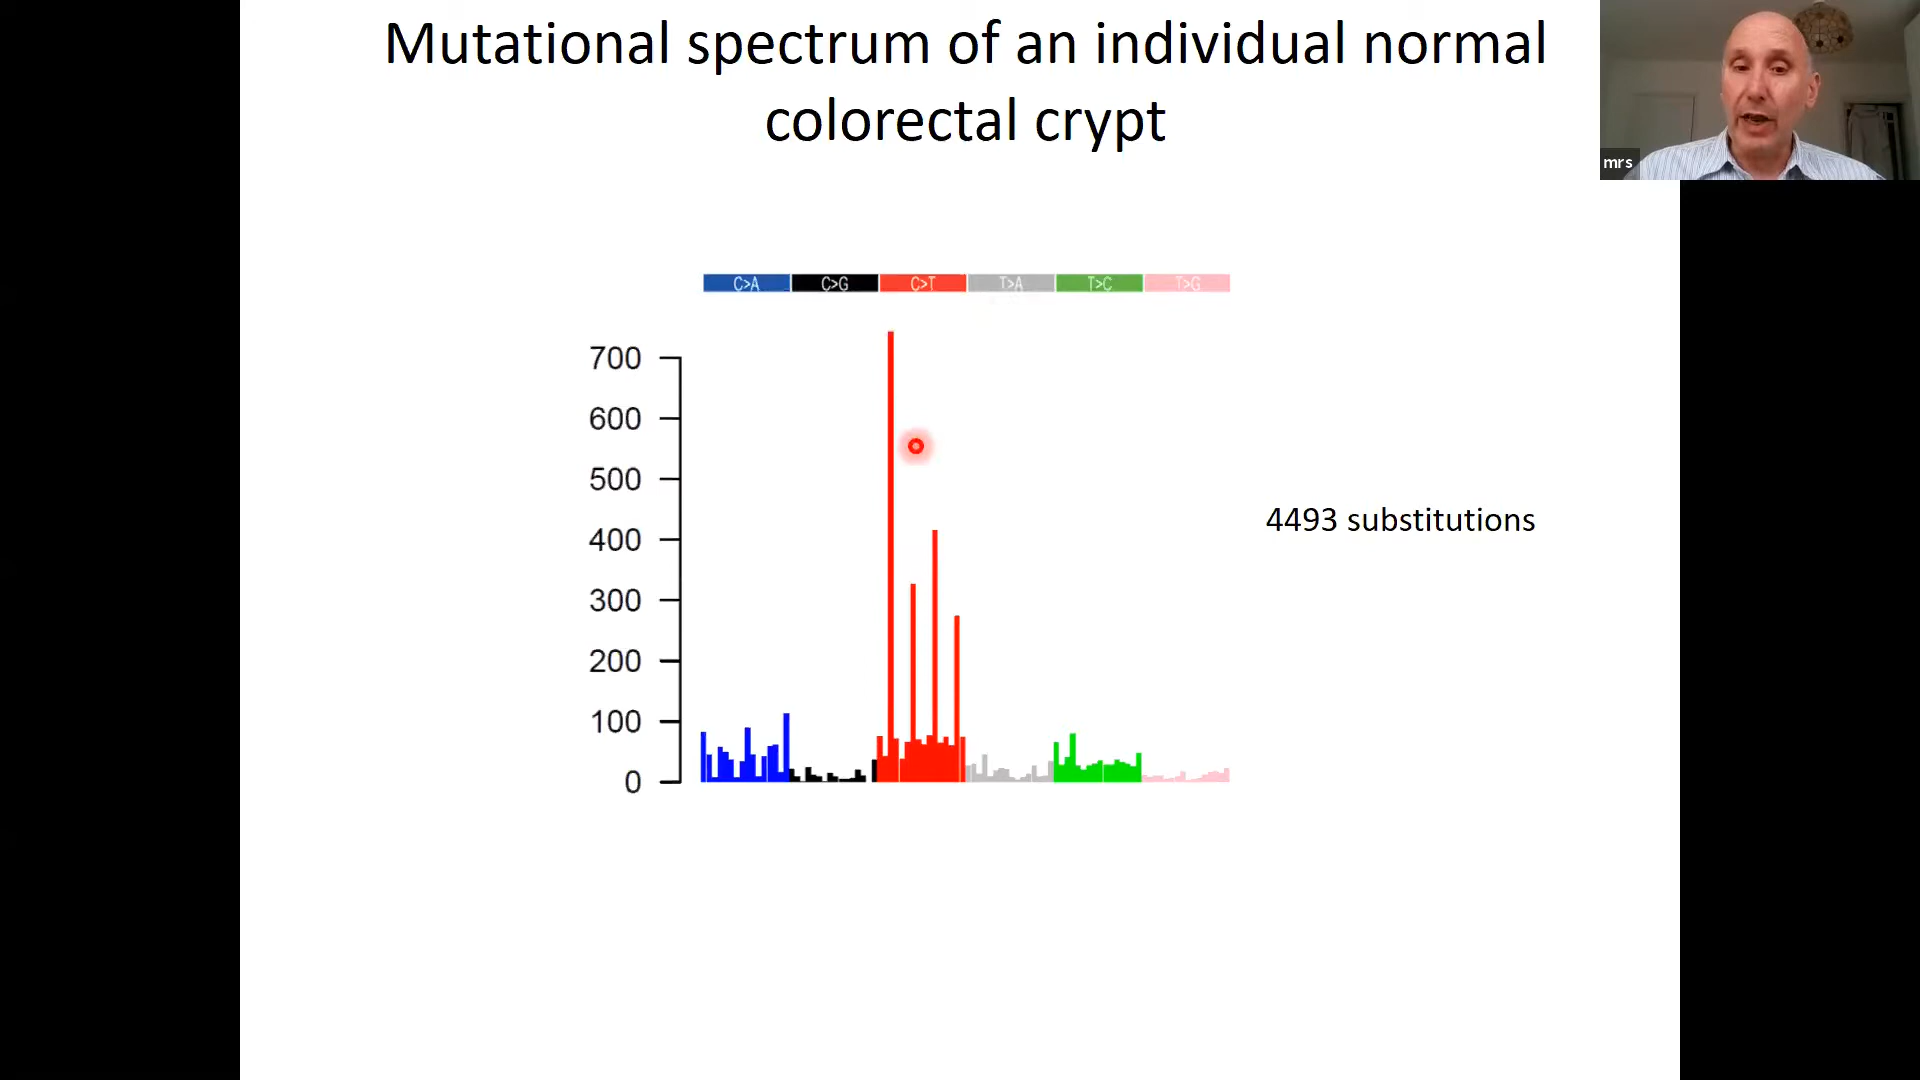 Mutational spectrum of an individual normal
colorectal crypt
mrs
C>A C>G C>T T>A T>C T>G
700
600
500
400
300
200
100
0
4493 substitutions